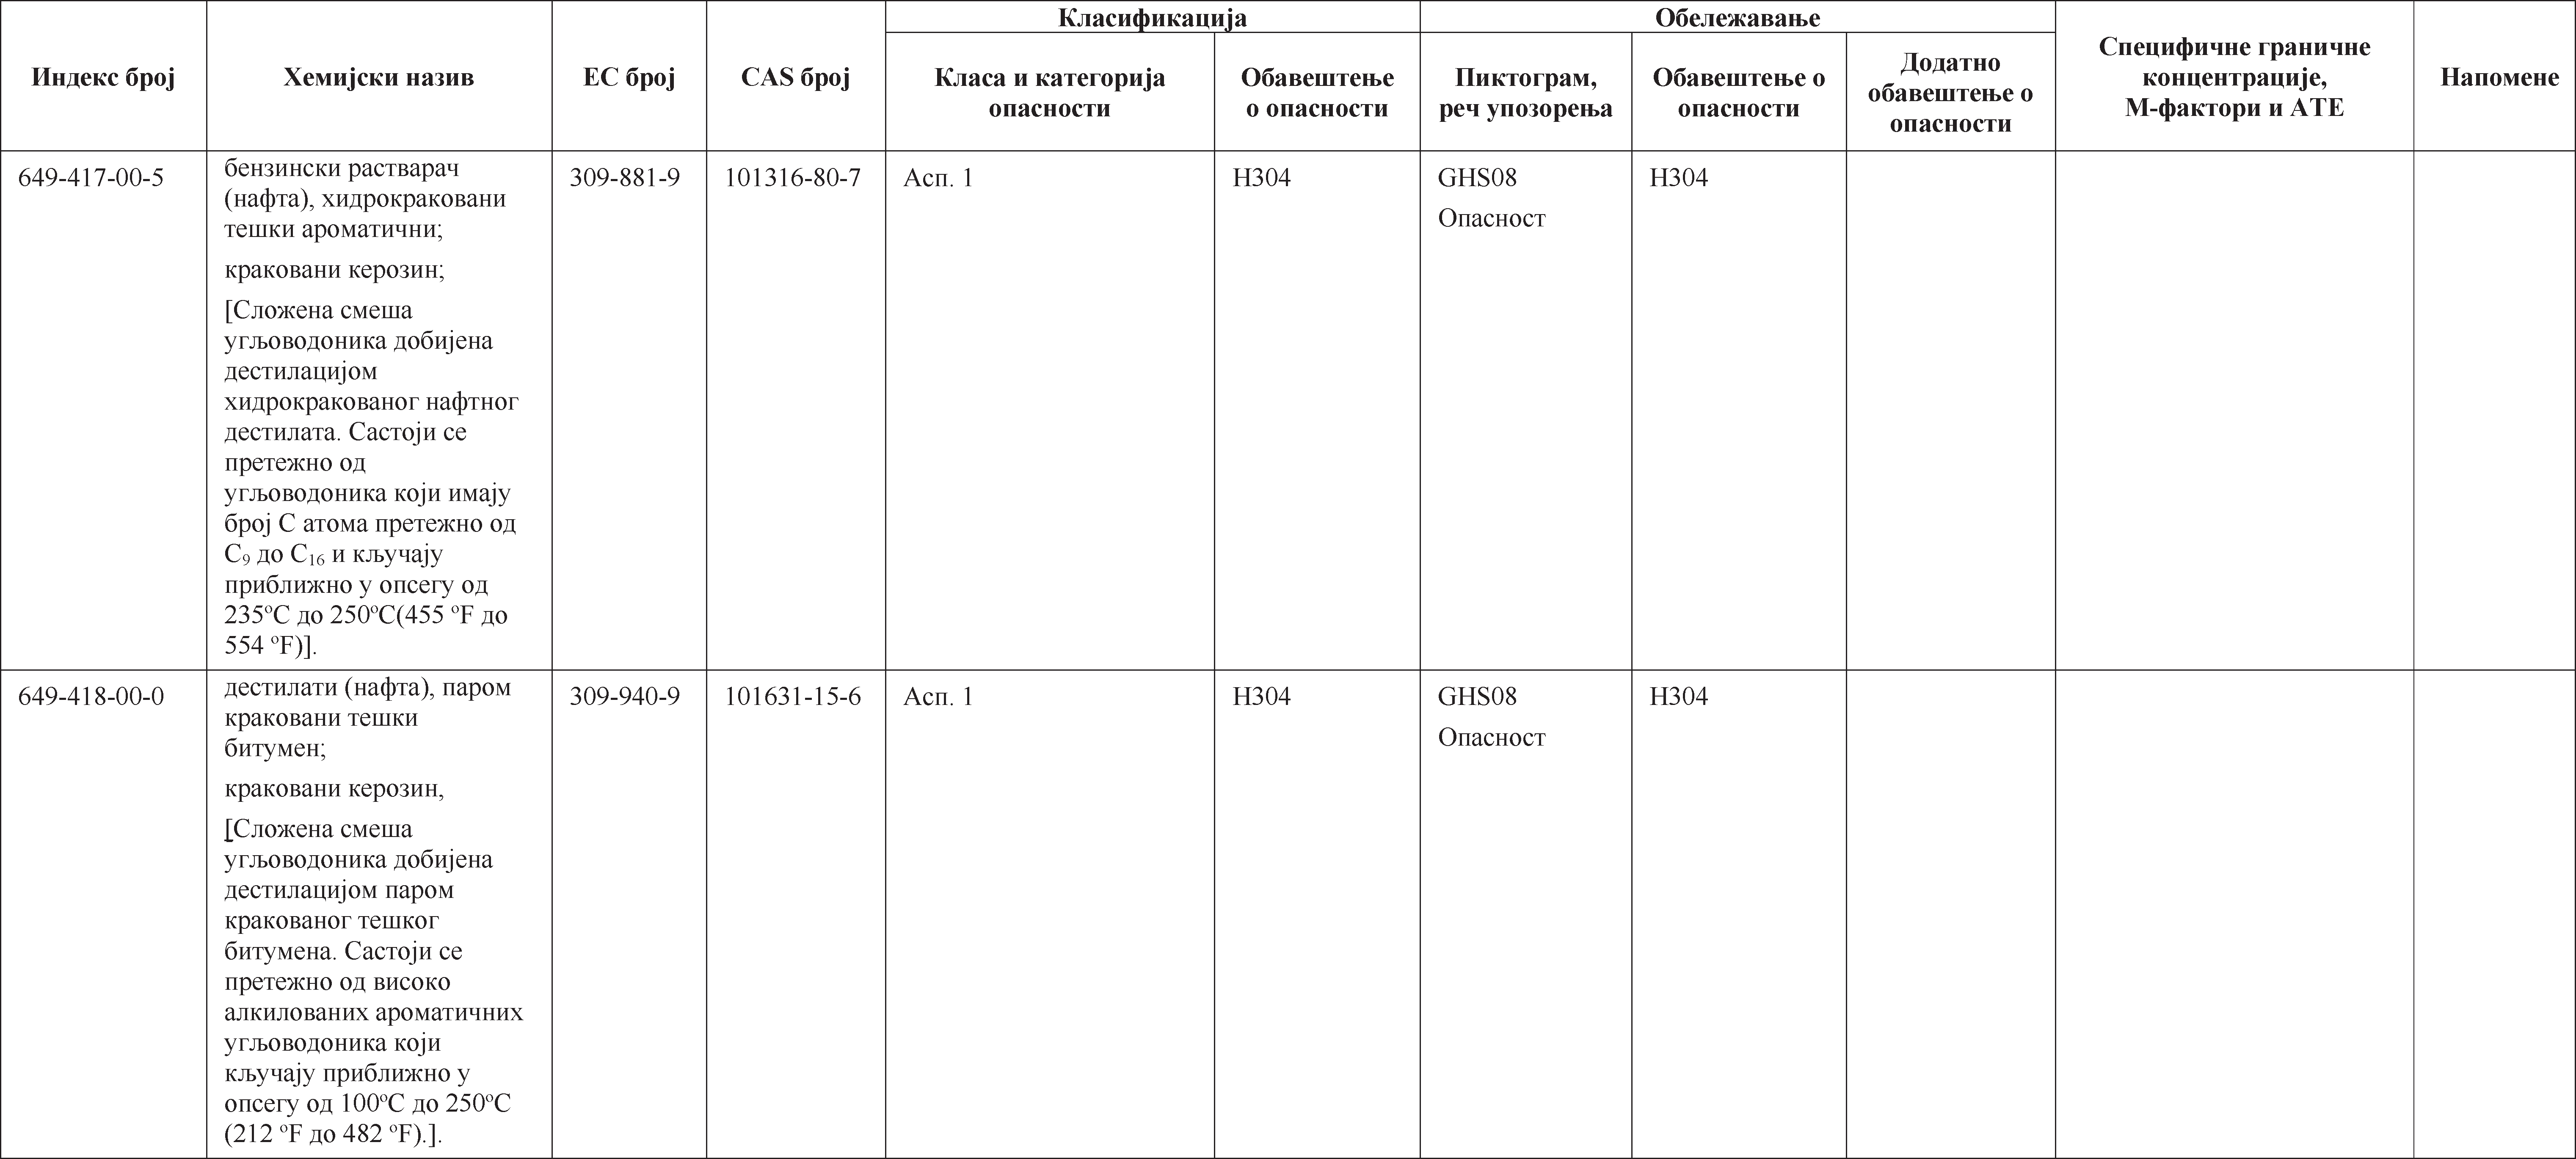 Индекс број
Хемијски назив
ЕС број
CAS број
Класификација
Обележавање
Класа и категорија
опасности
Обавештење
о опасности
Пиктограм,
реч упозорења
Обавештење о
опасности
Додатно
обавештење о
опасности
Специфичне граничне
концентрације,
М-фактори и АТЕ
Напомене
649-417-00-5
бензински растварач
(нафта), хидрокраковани
тешки ароматични;
краковани керозин;
[Сложена смеша
угљоводоника добијена
дестилацијом
хидрокракованог нафтног
дестилата. Састоји се
претежно од
угљоводоника који имају
број С атома претежно од
C₉ до C₁₆ и кључају
приближно у опсегу од
235ºC до 250ºC(455 ºF до
554 ºF)].
309-881-9
101316-80-7
Асп. 1
H304
GHS08
Опасност
H304
649-418-00-0
дестилати (нафта), паром
краковани тешки
битумен;
краковани керозин,
[Сложена смеша
угљоводоника добијена
дестилацијом паром
кракованог тешког
битумена. Састоји се
претежно од високо
алкилованих ароматичних
угљоводоника који
кључају приближно у
опсегу од 100ºC до 250ºC
(212 ºF до 482 ºF).].
309-940-9
101631-15-6
Асп. 1
H304
GHS08
Опасност
H304